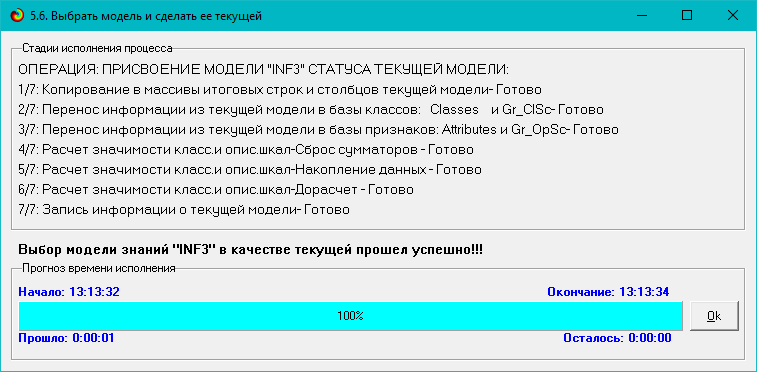 5.6. Выбрать модель и сделать ее текущей
Стадии исполнения процесса
ОПЕРАЦИЯ: ПРИСВОЕНИЕ МОДЕЛИ "INF3" СТАТУСА ТЕКУЩЕЙ МОДЕЛИ:
1/7: Копирование в массивы итоговых строк и столбцов текущей модели- Готово
2/7: Перенос информации из текущей модели в базы классов: Classes и Gr_ClSc- Готово
3/7: Перенос информации из текущей модели в базы признаков: Attributes и Gr_OpSc- Готово
4/7: Расчет значимости класс.и опис.шкал-Сброс сумматоров - Готово
5/7: Расчет значимости класс.и опис.шкал-Накопление данных - Готово
6/7: Расчет значимости класс.и опис.шкал-Дорасчет - Готово
7/7: Запись информации о текущей модели- Готово
Выбор модели знаний "INF3" в качестве текущей прошел успешно!!!
Прогноз времени исполнения
Начало: 13:13:32 Окончание: 13:13:34
100% Ok
Прошло: 0:00:01 Осталось: 0:00:00